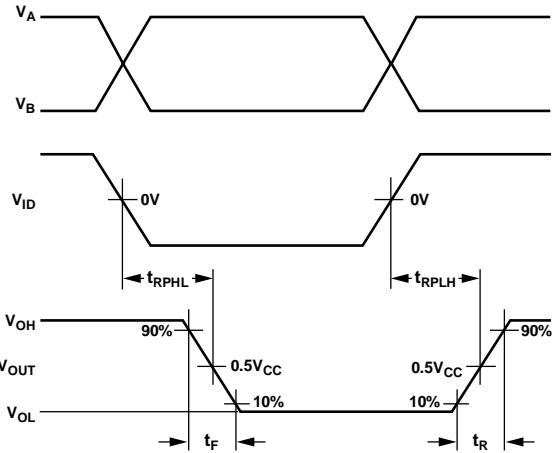 VA
VB
VID
0V
0V
tRPHL
tRPLH
VOH
90%
90%
VOUT
0.5VCC
0.5VCC
10%
10%
VOL
tF
tR